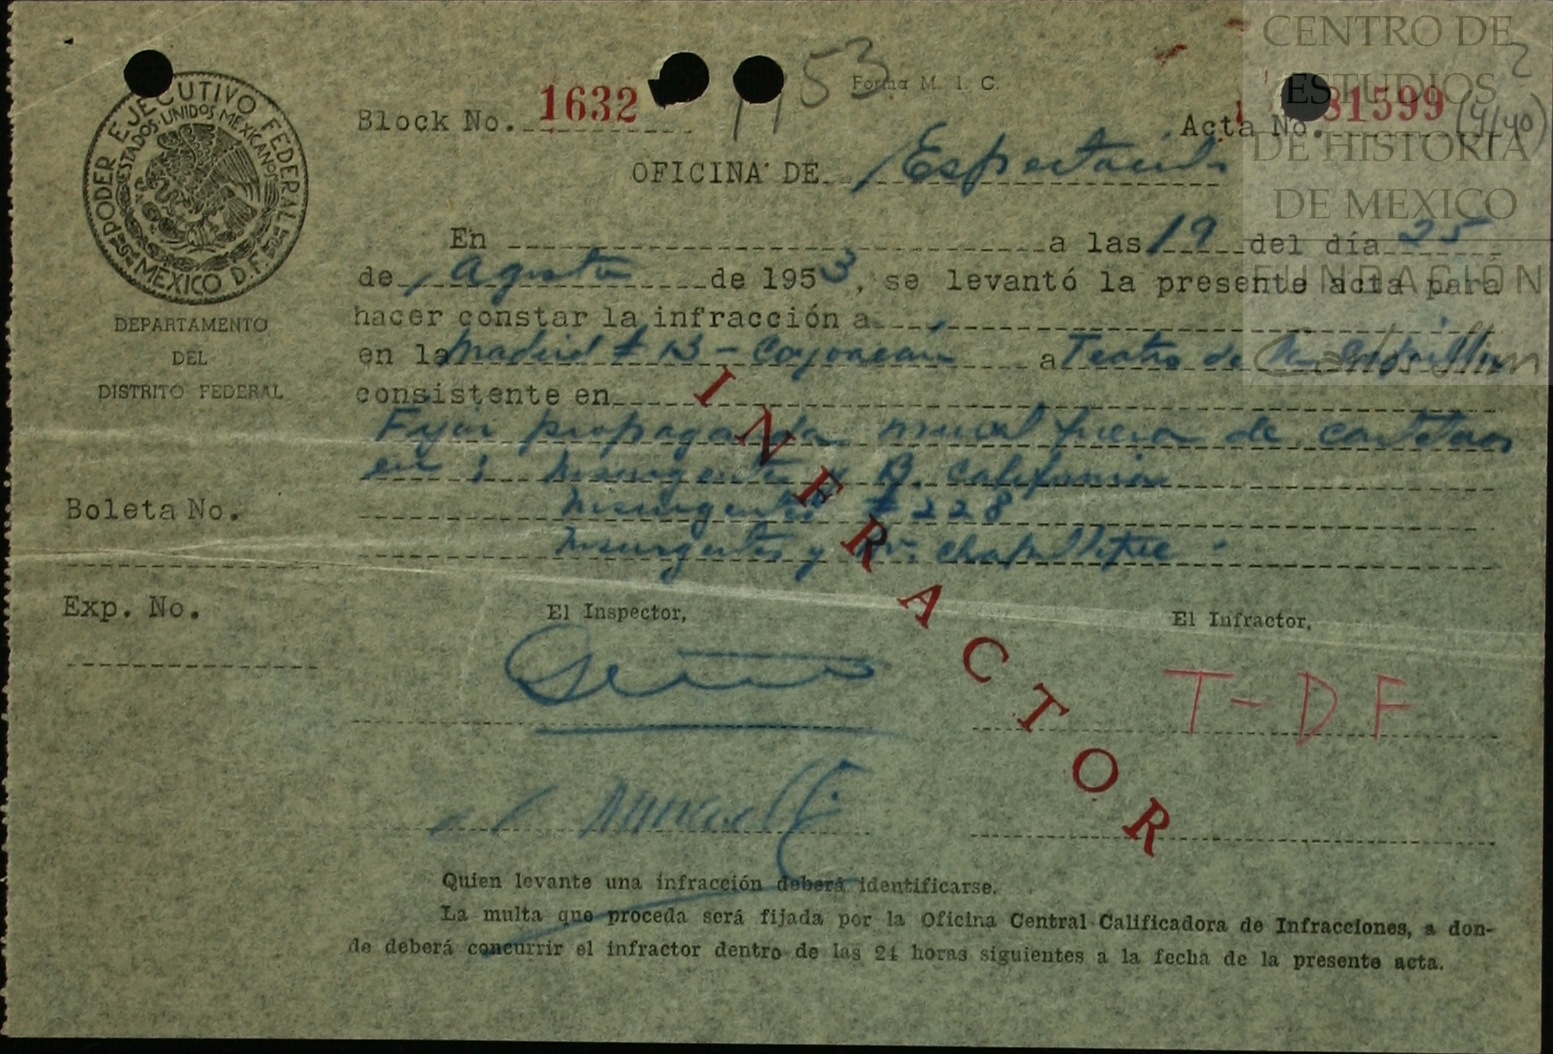 CENTRO DE
ESTUDIOS
DE HISTORIA
DE MEXICO
FUNDACIÓN
PODER EJECUTIVO FEDERAL
ESTADOS UNIDOS MEXICANOS
MEXICO D.F.
DEPARTAMENTO
DEL
DISTRITO FEDERAL
1953
Forma M. I. C.
2
Block No. 1632
Acta No. 81599 (4/40)
OFICINA DE Espectáculos
En a las 19 del día 25
de Agosto de 1953, se levantó la presente acta para
hacer constar la infracción a
en la Madrid # 13 - Coyoacán a Teatro de
consistente en
Fijar propaganda mural fuera de carteleras
en : Insurgentes y B. California
Insurgentes # 228
Insurgentes y Av. Chapultepec
Boleta No.
Exp. No.
El Inspector,
El Infractor,
T-DF
INFRACTOR
Quien levante una infracción deberá identificarse.
La multa que proceda será fijada por la Oficina Central Calificadora de Infracciones, a don-
de deberá concurrir el infractor dentro de las 24 horas siguientes a la fecha de la presente acta.